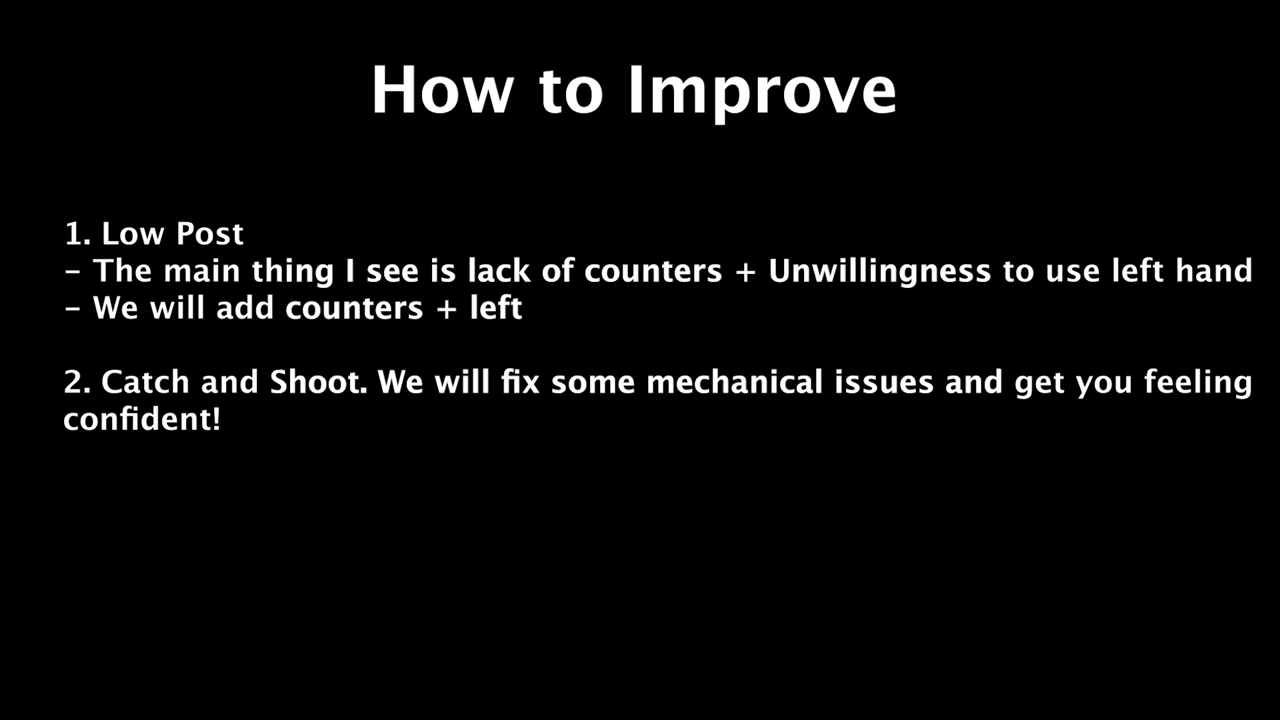 How to Improve
1. Low Post
- The main thing I see is lack of counters + Unwillingness to use left hand
- We will add counters + left
2. Catch and Shoot. We will fix some mechanical issues and get you feeling
confident!